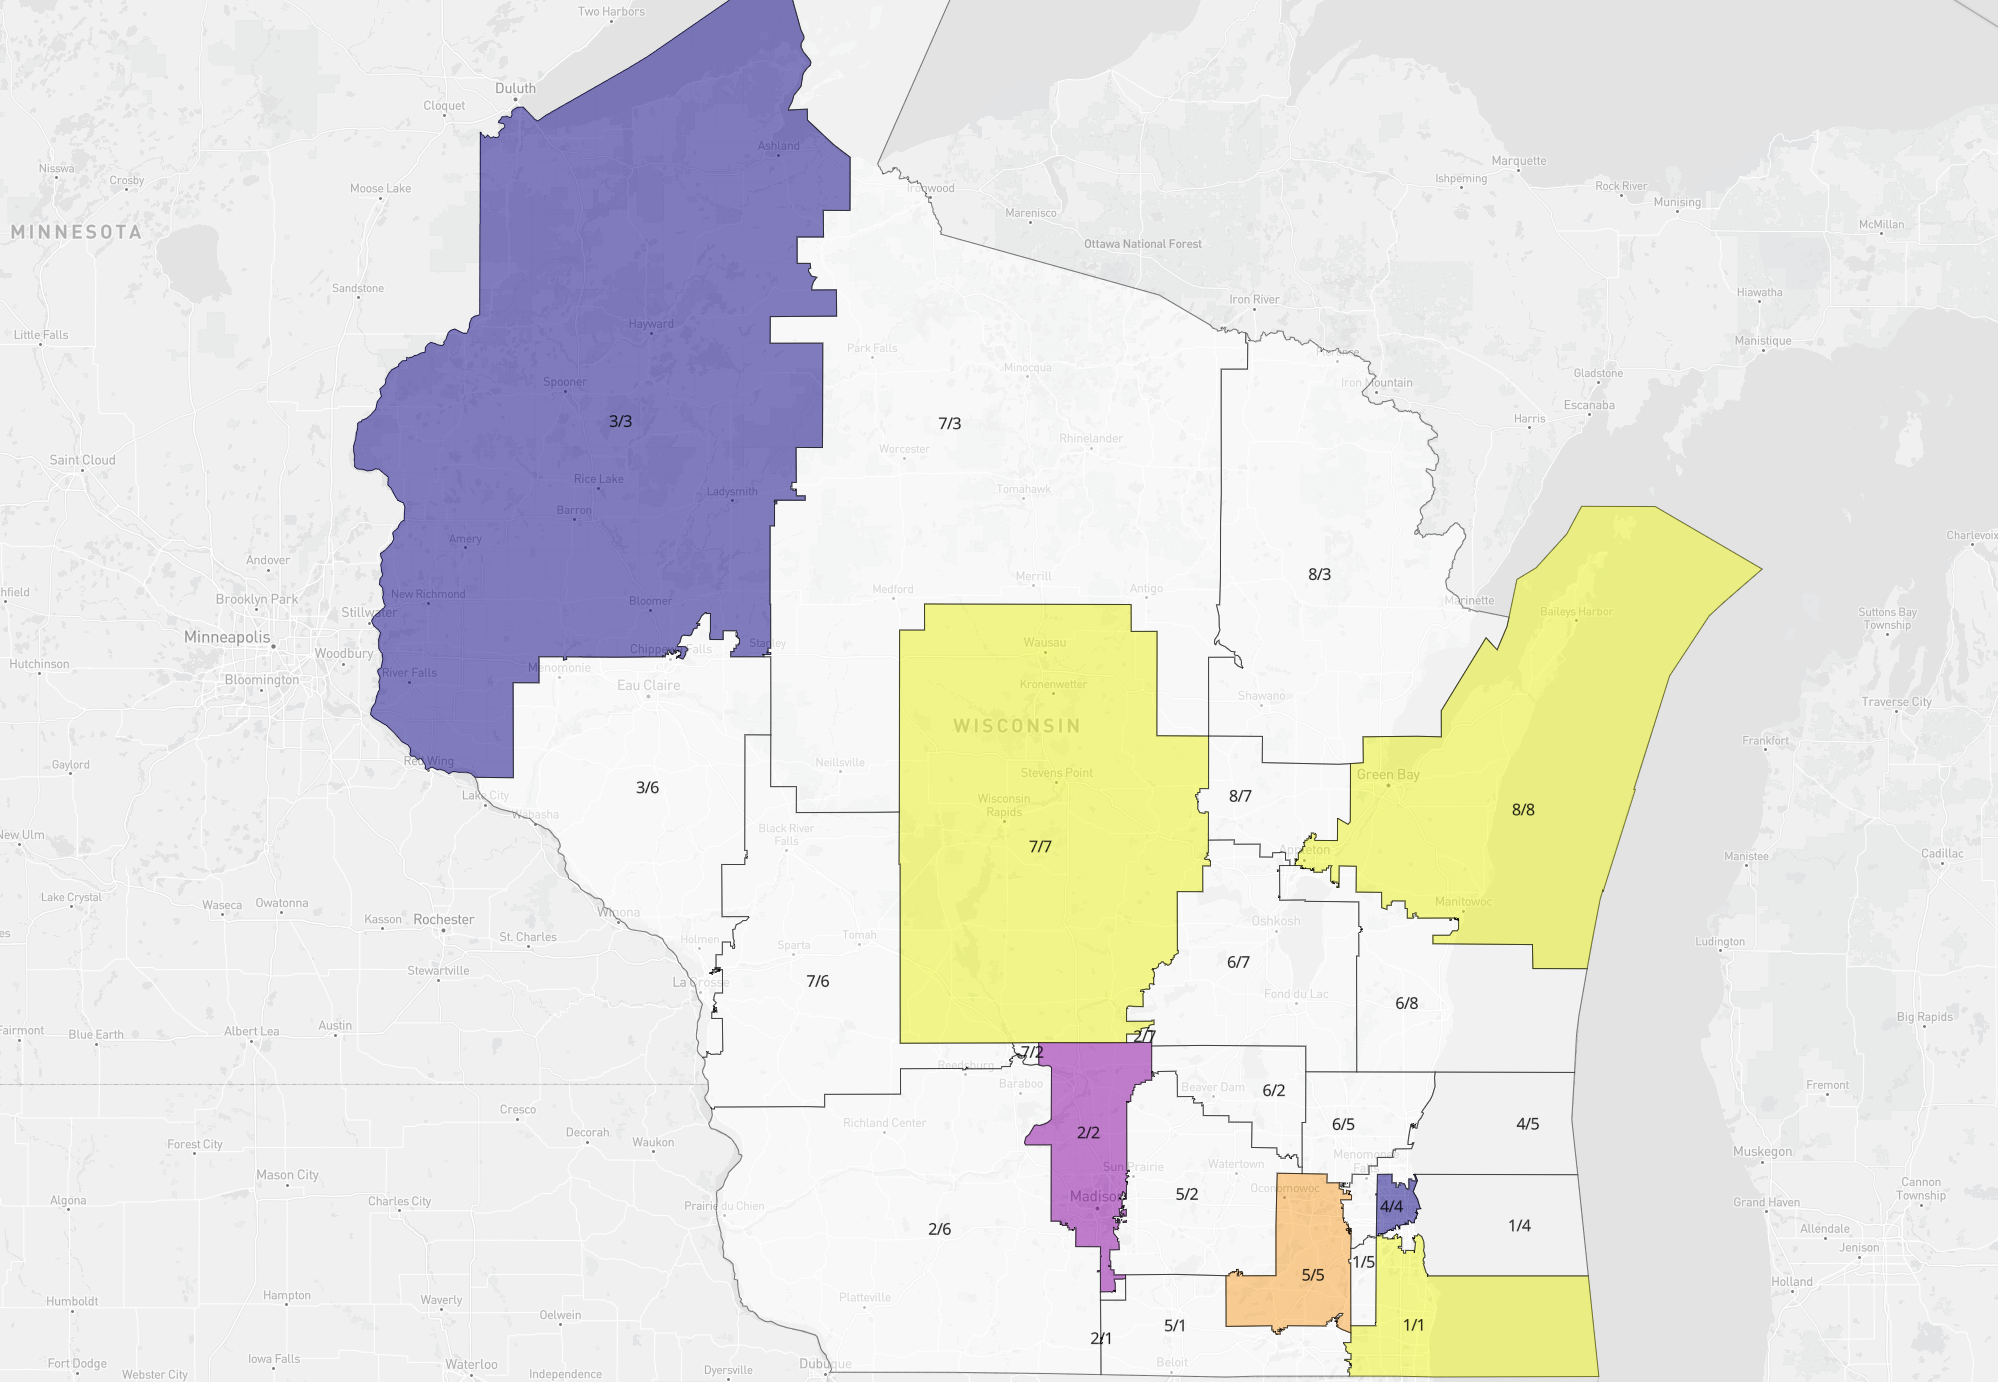 Two Harbors
Duluth
Cloquet
Ashland
Nisswa
Crosby
Moose Lake
Ironwood
Marquette
Ishpeming
Rock River
Munising
MINNESOTA
Marenisco
Ottawa National Forest
McMillan
Sandstone
Iron River
Hiawatha
Little Falls
Hayward
Park Falls
Minocqua
Manistique
Spooner
Iron Mountain
Gladstone
Escanaba
Harris
3/3
7/3
Rhinelander
Worcester
Saint Cloud
Rice Lake
Ladysmith
Tomahawk
Barron
Amery
Charlevoix
Andover
8/3
Merrill
Medford
Antigo
New Richmond
Bloomer
Brooklyn Park
Stillwater
Marinette
Baileys Harbor
Suttons Bay
Township
Minneapolis
Wausau
Stanley
Woodbury
Hutchinson
River Falls
Menomonie
Bloomington
Eau Claire
Kronenwetter
Shawano
Traverse City
WISCONSIN
Frankfort
Gaylord
Red Wing
Neillsville
Stevens Point
Green Bay
3/6
Lake City
Wisconsin
Rapids
8/7
8/8
Wabasha
New Ulm
Black River
Falls
7/7
Appleton
Manistee
Cadillac
Lake Crystal
Waseca
Owatonna
Kasson
Rochester
Winona
Manitowoc
Oshkosh
St. Charles
Holmen
Sparta
Tomah
Ludington
6/7
Stewartville
La Crosse
7/6
Fond du Lac
6/8
Big Rapids
Fairmont
Blue Earth
Albert Lea
Austin
2/7
7/2
Reedsburg
Baraboo
Beaver Dam
6/2
Fremont
Cresco
Richland Center
2/2
6/5
4/5
Forest City
Decorah
Waukon
Menomonee
Falls
Muskegon
Mason City
Sun Prairie
Watertown
Oconomowoc
Cannon
Township
Algona
Charles City
Prairie du Chien
Madison
5/2
4/4
Grand Haven
2/6
1/4
Allendale
Jenison
1/5
5/5
Holland
Humboldt
Hampton
Waverly
Oelwein
Platteville
5/1
1/1
2/1
Fort Dodge
Iowa Falls
Waterloo
Dubuque
Beloit
Webster City
Independence
Dyersville